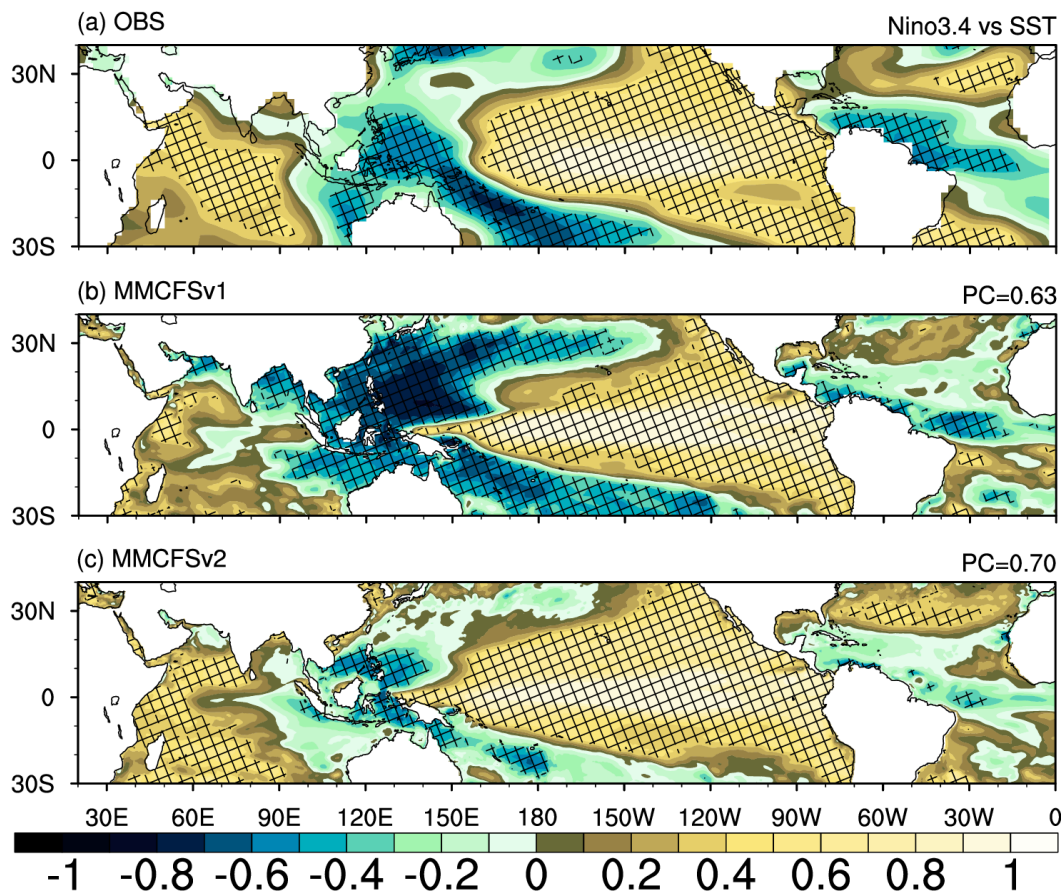 (a) OBS Nino3.4 vs SST
30N
0
30S
(b) MMCFSv1 PC=0.63
30N
0
30S
(c) MMCFSv2 PC=0.70
30N
0
30S
30E 60E 90E 120E 150E 180 150W 120W 90W 60W 30W 0
-1 -0.8 -0.6 -0.4 -0.2 0 0.2 0.4 0.6 0.8 1